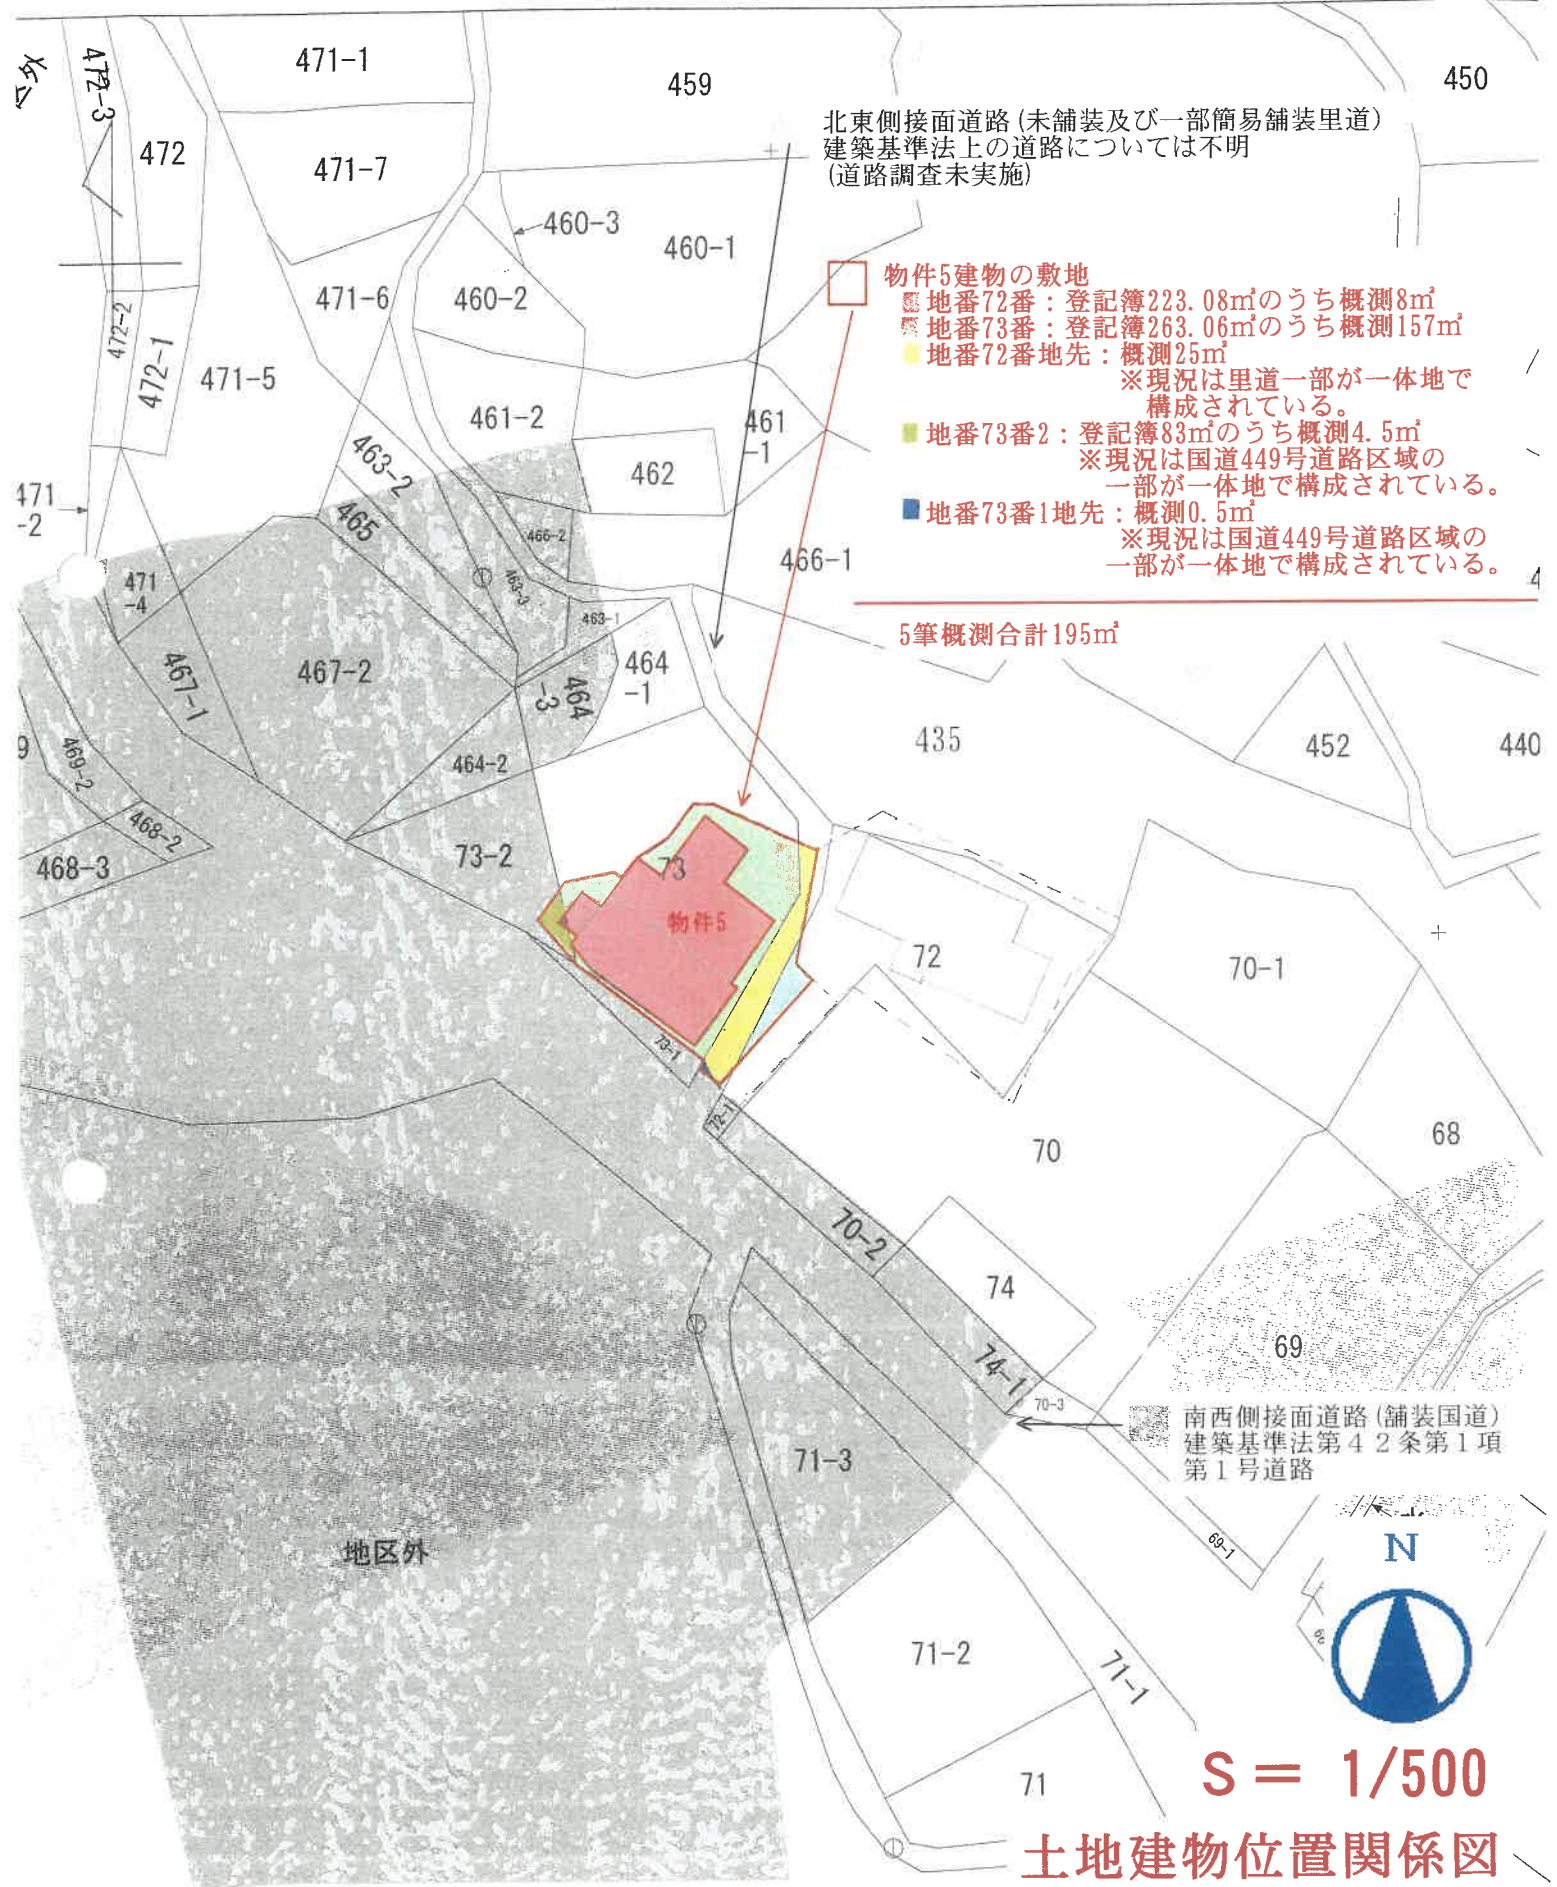 472-3
471-1
459
450
472
471-7
北東側接面道路(未舗装及び一部簡易舗装里道)
建築基準法上の道路については不明
(道路調査未実施)
460-3
460-1
物件5建物の敷地
地番72番：登記簿223.08㎡のうち概測8㎡
地番73番：登記簿263.06㎡のうち概測157㎡
地番72番地先：概測25㎡
※現況は里道一部が一体地で
構成されている。
地番73番2：登記簿83㎡のうち概測4.5㎡
※現況は国道449号道路区域の
一部が一体地で構成されている。
地番73番1地先：概測0.5㎡
※現況は国道449号道路区域の
一部が一体地で構成されている。
5筆概測合計195㎡
471-6
460-2
472-2
472-1
471-5
461-2
461
-1
463-2
462
471
-2
465
466-2
466-1
471
-4
463-3
463-1
467-1
467-2
464
-3
464
-1
435
452
440
9
469-2
464-2
468-2
468-3
73-2
73
物件5
72
70-1
73-1
72-1
70
68
70-2
74
69
74-1
70-3
南西側接面道路(舗装国道)
建築基準法第４２条第１項
第１号道路
71-3
69-1
地区外
N
71-2
71-1
71
S＝ 1/500
土地建物位置関係図